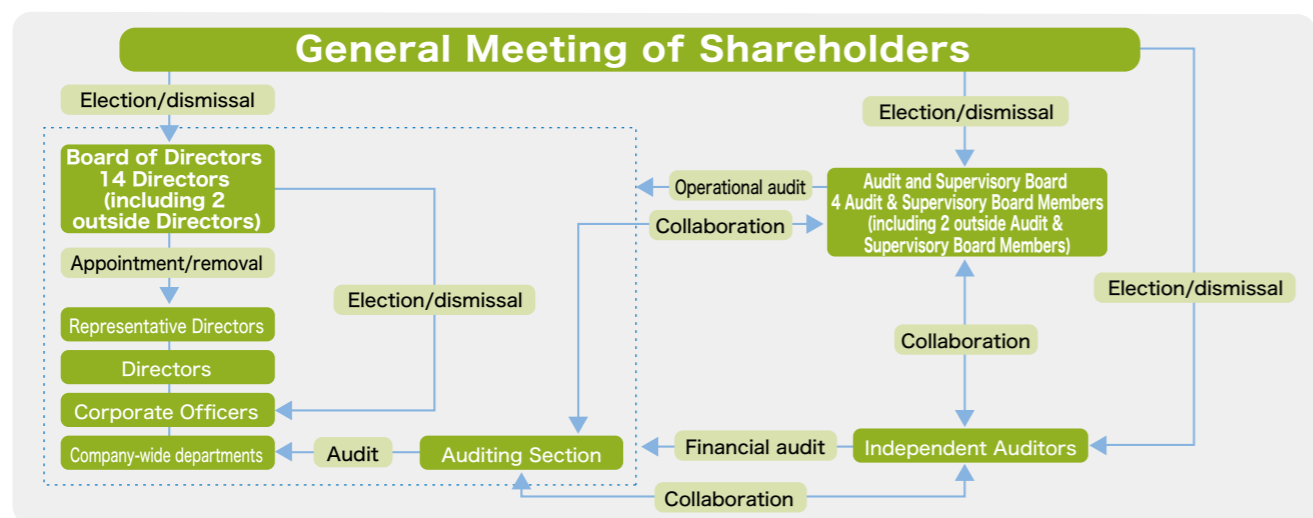 General Meeting of Shareholders
Election/dismissal
Election/dismissal
Board of Directors
14 Directors
(including 2
outside Directors)
Operational audit
Audit and Supervisory Board
4 Audit & Supervisory Board Members
(including 2 outside Audit &
Supervisory Board Members)
Collaboration
Appointment/removal
Election/dismissal
Election/dismissal
Representative Directors
Collaboration
Directors
Corporate Officers
Company-wide departments
Audit
Auditing Section
Financial audit
Independent Auditors
Collaboration